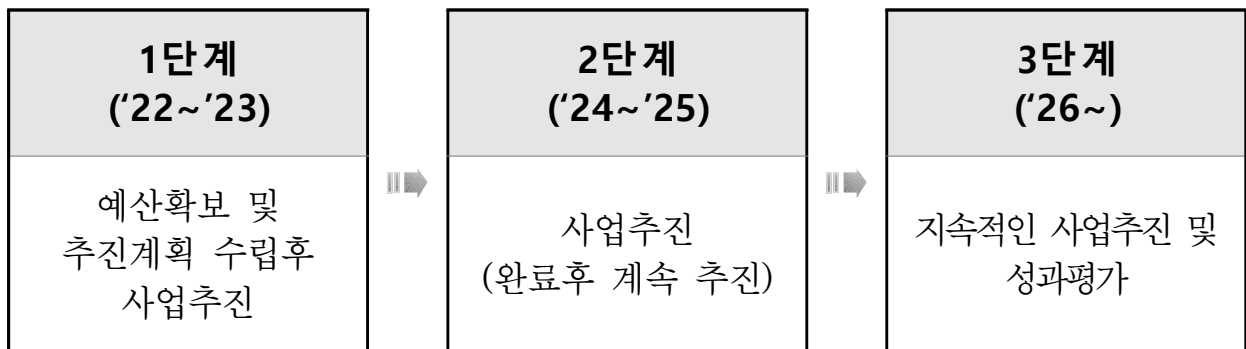 1단계
(‘22~’23)
예산확보 및
추진계획 수립후
사업추진
2단계
(‘24~’25)
사업추진
(완료후 계속 추진)
3단계
(‘26~)
지속적인 사업추진 및
성과평가